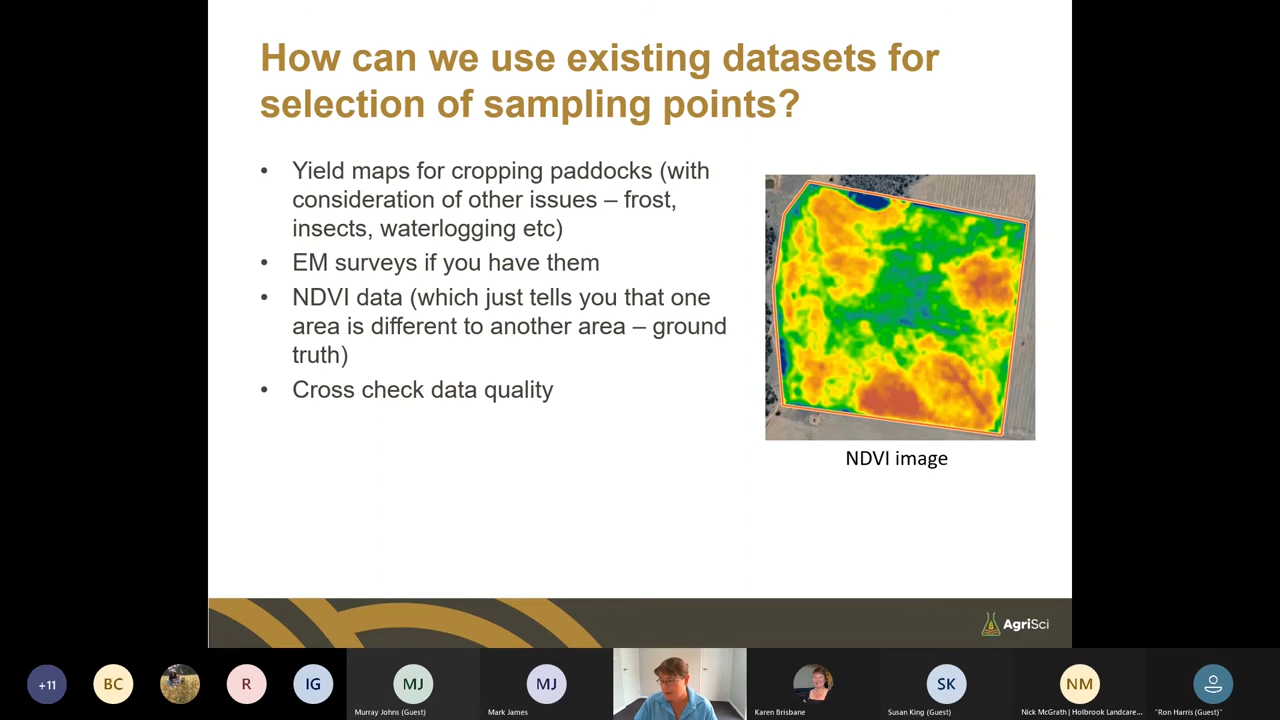 How can we use existing datasets for
selection of sampling points?
• Yield maps for cropping paddocks (with
consideration of other issues – frost,
insects, waterlogging etc)
• EM surveys if you have them
• NDVI data (which just tells you that one
area is different to another area – ground
truth)
• Cross check data quality
NDVI image
AgriSci
+11
BC
R
IG
MJ
Murray Johns (Guest)
MJ
Mark James
Karen Brisbane
SK
Susan King (Guest)
NM
Nick McGrath | Holbrook Landcare...
"Ron Harris (Guest)"